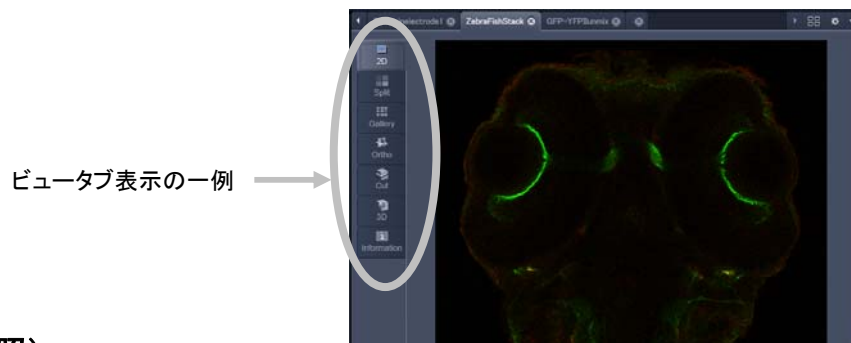 ZebraFishStack
GFP-YFPBunmix
2D
Split
Gallery
Ortho
Cut
3D
Information
ビュータブ表示の一例